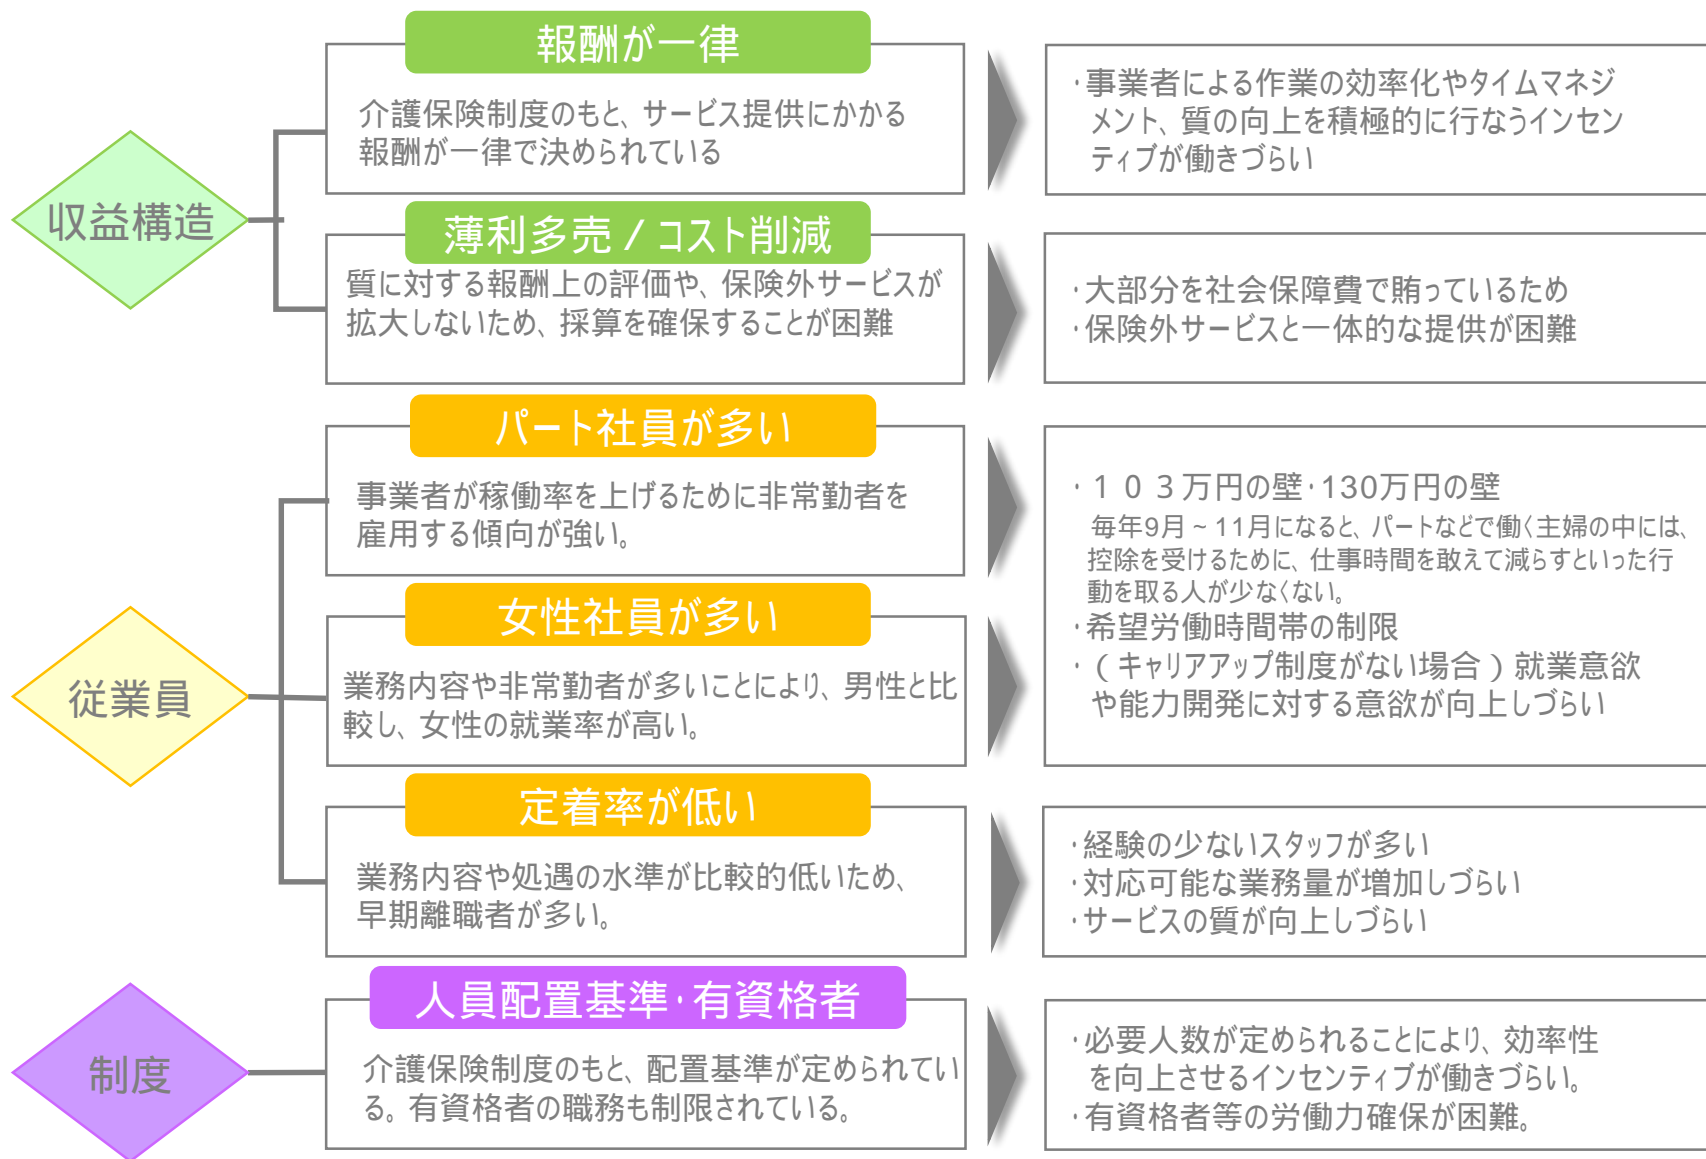 収益構造
報酬が一律
介護保険制度のもと、サービス提供にかかる
報酬が一律で決められている
・事業者による作業の効率化やタイムマネジ
メント、質の向上を積極的に行なうインセン
ティブが働きづらい
薄利多売/コスト削減
質に対する報酬上の評価や、保険外サービスが
拡大しないため、採算を確保することが困難
・大部分を社会保障費で賄っているため
・保険外サービスと一体的な提供が困難
従業員
パート社員が多い
事業者が稼働率を上げるために非常勤者を
雇用する傾向が強い。
女性社員が多い
業務内容や非常勤者が多いことにより、男性と比
較し、女性の就業率が高い。
・103万円の壁・130万円の壁
毎年9月~11月になると、パートなどで働く主婦の中には、
控除を受けるために、仕事時間を敢えて減らすといった行
動を取る人が少なくない。
・希望労働時間帯の制限
・(キャリアアップ制度がない場合)就業意欲
や能力開発に対する意欲が向上しづらい
定着率が低い
業務内容や処遇の水準が比較的低いため、
早期離職者が多い。
・経験の少ないスタッフが多い
・対応可能な業務量が増加しづらい
・サービスの質が向上しづらい
制度
人員配置基準・有資格者
介護保険制度のもと、配置基準が定められてい
る。有資格者の職務も制限されている。
・必要人数が定められることにより、効率性
を向上させるインセンティブが働きづらい。
・有資格者等の労働力確保が困難。